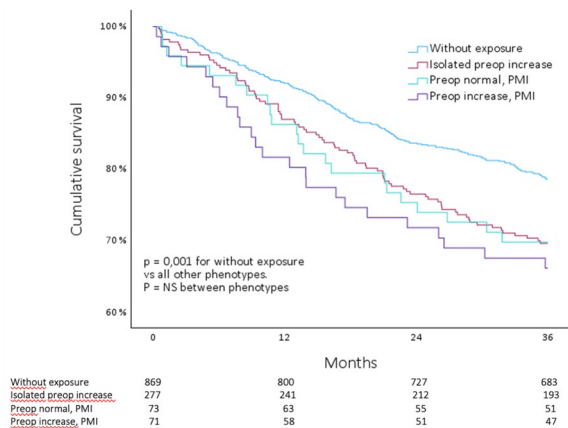 100 %
90 %
80 %
70 %
60 %
Cumulative survival
Without exposure
Isolated preop increase
Preop normal, PMI
Preop increase, PMI
p = 0,001 for without exposure
vs all other phenotypes.
P = NS between phenotypes
0 12 24 36
Months
Without exposure 869 800 727 683
Isolated preop increase 277 241 212 193
Preop normal, PMI 73 63 55 51
Preop increase, PMI 71 58 51 47